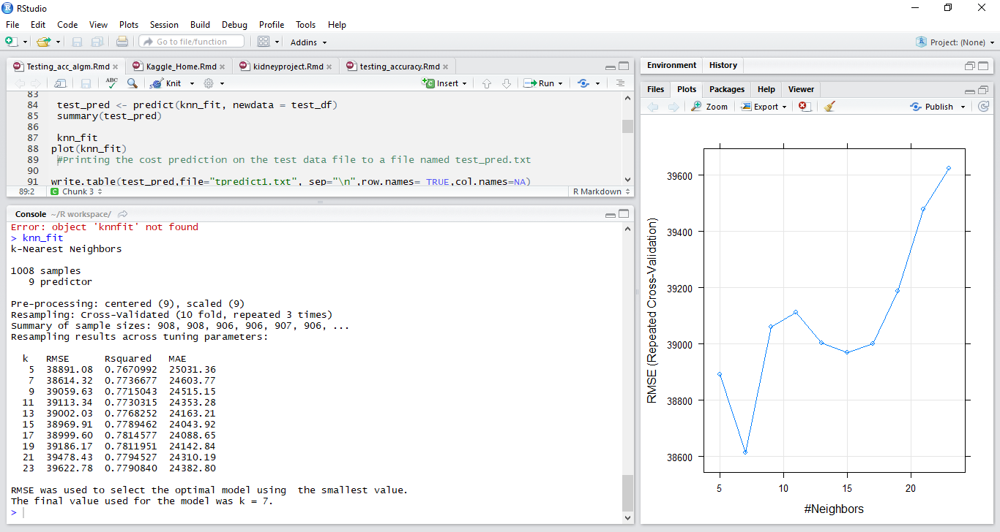 RStudio
File Edit Code View Plots Session Build Debug Profile Tools Help
Go to file/function Addins Project: (None)
Testing_acc_algm.Rmd Kaggle_Home.Rmd kidneyproject.Rmd testing_accuracy.Rmd
ABC Knit Insert Run
83
84 test_pred <- predict(knn_fit, newdata = test_df)
85 summary(test_pred)
86
87 knn_fit
88 plot(knn_fit)
89 #Printing the cost prediction on the test data file to a file named test_pred.txt
90
91 write.table(test_pred,file="tpredict1.txt", sep="\n",row.names= TRUE,col.names=NA)
89:2 C Chunk 3 R Markdown
Console ~/R workspace/
Error: object 'knnfit' not found
> knn_fit
k-Nearest Neighbors
1008 samples
9 predictor
Pre-processing: centered (9), scaled (9)
Resampling: Cross-Validated (10 fold, repeated 3 times)
Summary of sample sizes: 908, 908, 906, 906, 907, 906, ...
Resampling results across tuning parameters:
k RMSE Rsquared MAE
5 38891.08 0.7670992 25031.36
7 38614.32 0.7736677 24603.77
9 39059.63 0.7715043 24515.15
11 39113.34 0.7730315 24353.28
13 39002.03 0.7768252 24163.21
15 38969.91 0.7789462 24043.92
17 38999.60 0.7814577 24088.65
19 39186.17 0.7811951 24142.84
21 39478.43 0.7794527 24310.19
23 39622.78 0.7790840 24382.80
RMSE was used to select the optimal model using  the smallest value.
The final value used for the model was k = 7.
>
Environment History
Files Plots Packages Help Viewer
Zoom Export Publish
RMSE (Repeated Cross-Validation)
39600
39400
39200
39000
38800
38600
5 10 15 20
#Neighbors